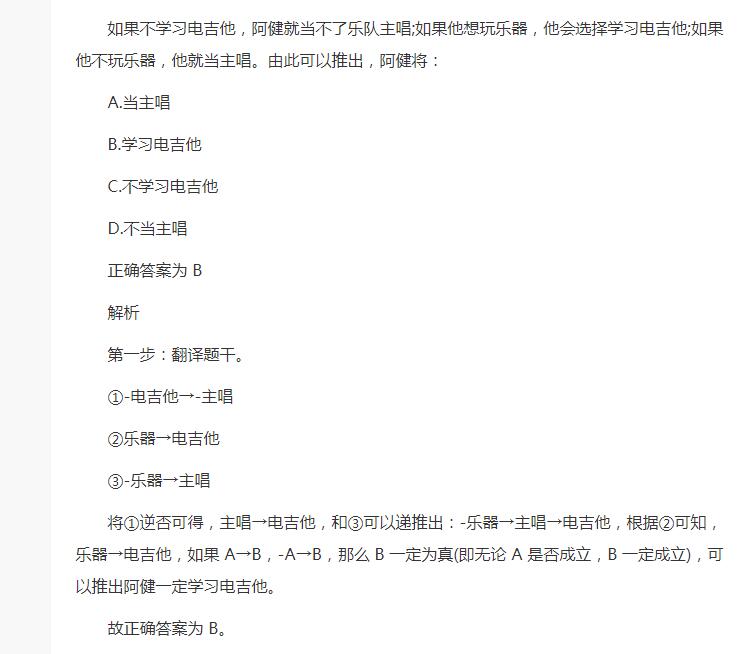 如果不学习电吉他，阿健就当不了乐队主唱;如果他想玩乐器，他会选择学习电吉他;如果
他不玩乐器，他就当主唱。由此可以推出，阿健将：
A.当主唱
B.学习电吉他
C.不学习电吉他
D.不当主唱
正确答案为 B
解析
第一步：翻译题干。
①-电吉他→-主唱
②乐器→电吉他
③-乐器→主唱
将①逆否可得，主唱→电吉他，和③可以递推出：-乐器→主唱→电吉他，根据②可知，
乐器→电吉他，如果 A→B，-A→B，那么 B 一定为真(即无论 A 是否成立，B 一定成立)，可
以推出阿健一定学习电吉他。
故正确答案为 B。